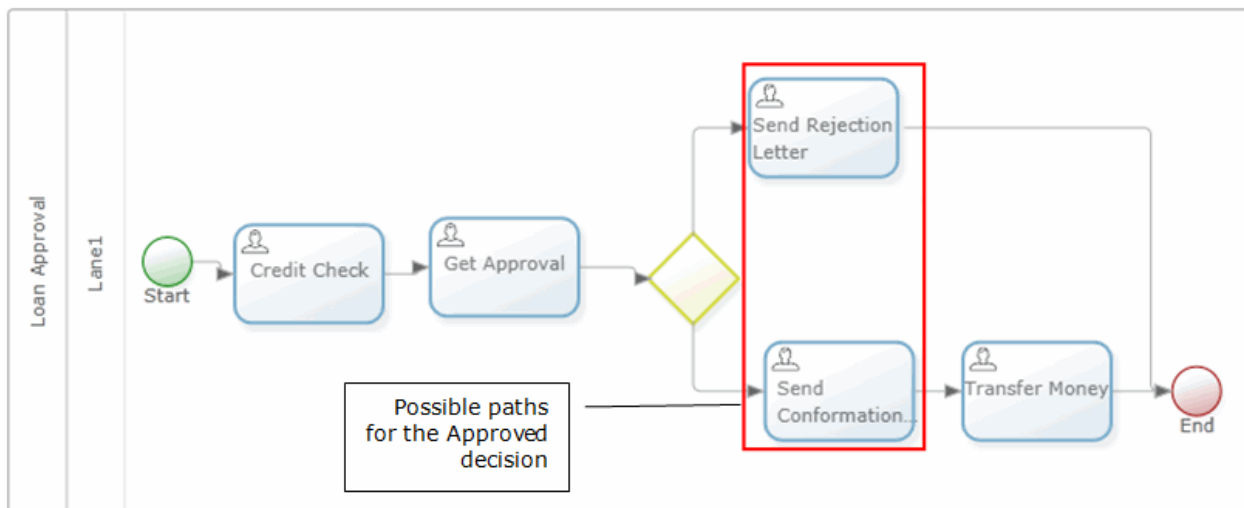 Loan Approval
Lane1
Start
Credit Check
Get Approval
Send Rejection
Letter
Send
Conformation...
Transfer Money
End
Possible paths
for the Approved
decision